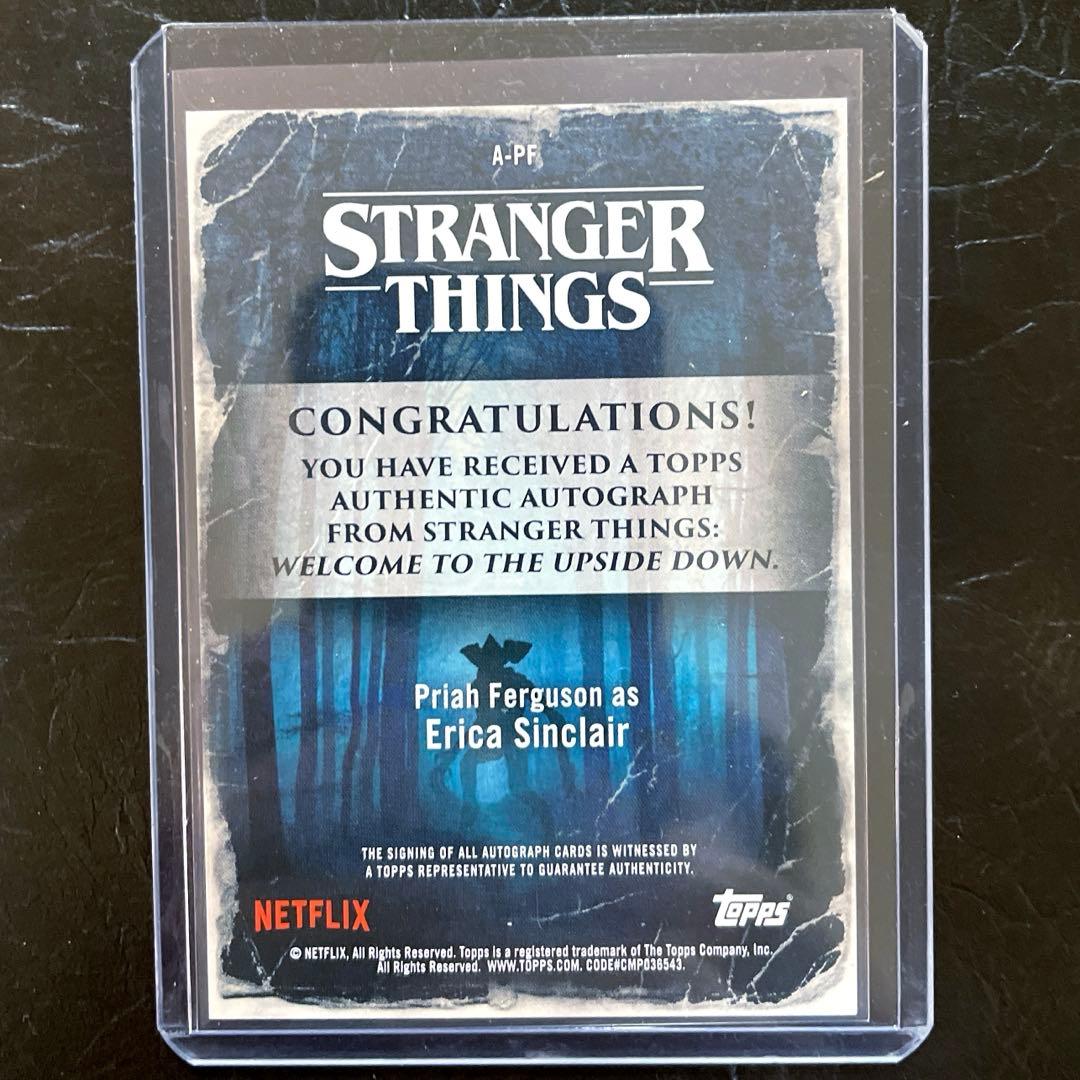 A-PF
STRANGER
THINGS
CONGRATULATIONS!
YOU HAVE RECEIVED A TOPPS
AUTHENTIC AUTOGRAPH
FROM STRANGER THINGS:
WELCOME TO THE UPSIDE DOWN.
Priah Ferguson as
Erica Sinclair
THE SIGNING OF ALL AUTOGRAPH CARDS IS WITNESSED BY
A TOPPS REPRESENTATIVE TO GUARANTEE AUTHENTICITY.
NETFLIX
topps®
© NETFLIX, All Rights Reserved. Topps is a registered trademark of The Topps Company, Inc.
All Rights Reserved. WWW.TOPPS.COM. CODE#CMP036543.